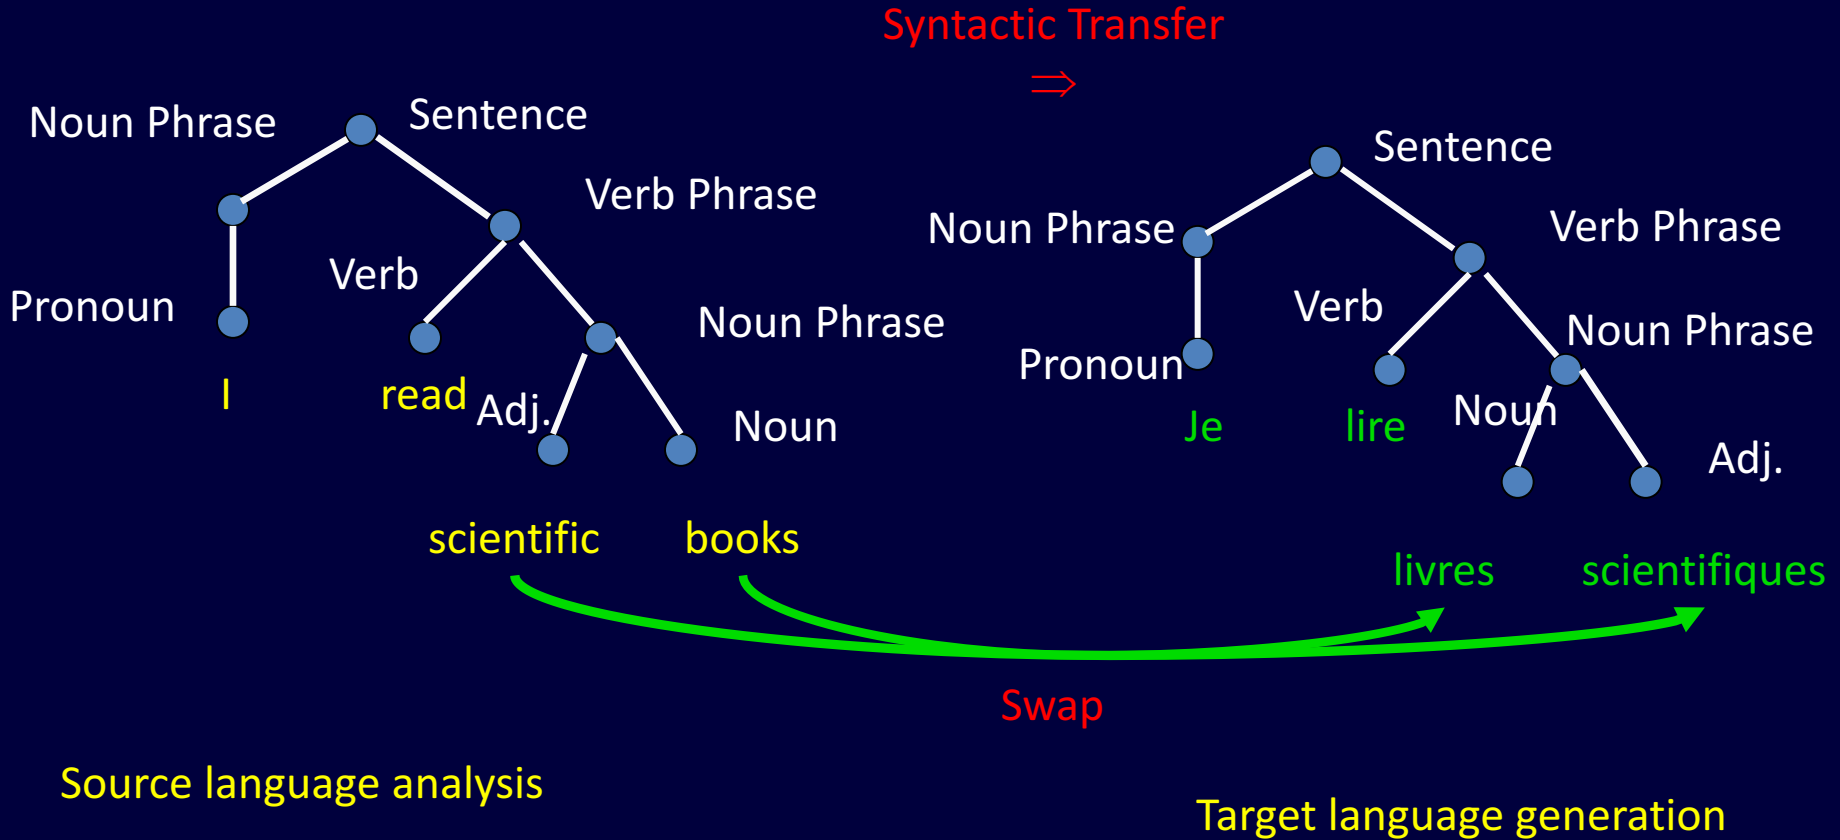 Syntactic Transfer
⇒
Noun Phrase
Sentence
Verb Phrase
Verb
Pronoun
Noun Phrase
I
read
Adj.
Noun
scientific
books
Sentence
Noun Phrase
Verb Phrase
Verb
Noun Phrase
Pronoun
Je
lire
Noun
Adj.
livres
scientifiques
Swap
Source language analysis
Target language generation